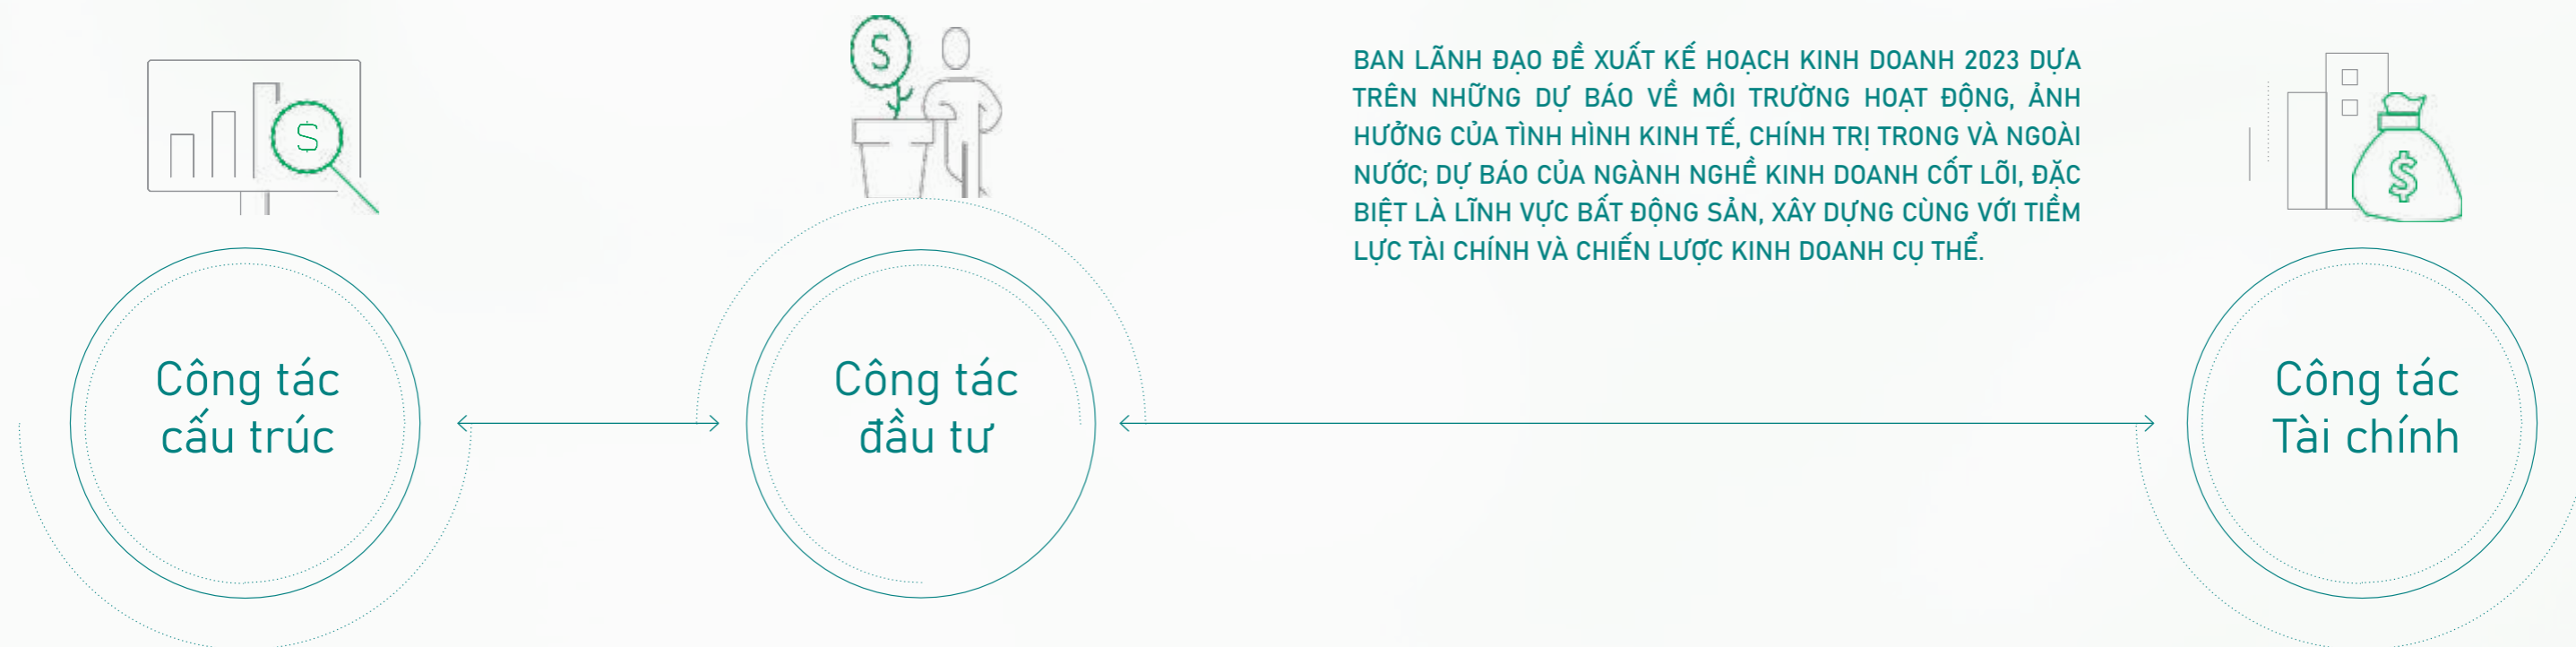 BAN LÃNH ĐẠO ĐỀ XUẤT KẾ HOẠCH KINH DOANH 2023 DỰA
TRÊN NHỮNG DỰ BÁO VỀ MÔI TRƯỜNG HOẠT ĐỘNG, ẢNH
HƯỞNG CỦA TÌNH HÌNH KINH TẾ, CHÍNH TRỊ TRONG VÀ NGOÀI
NƯỚC; DỰ BÁO CỦA NGÀNH NGHỀ KINH DOANH CỐT LÕI, ĐẶC
BIỆT LÀ LĨNH VỰC BẤT ĐỘNG SẢN, XÂY DỰNG CÙNG VỚI TIỀM
LỰC TÀI CHÍNH VÀ CHIẾN LƯỢC KINH DOANH CỤ THỂ.
Công tác
cấu trúc
Công tác
đầu tư
Công tác
Tài chính